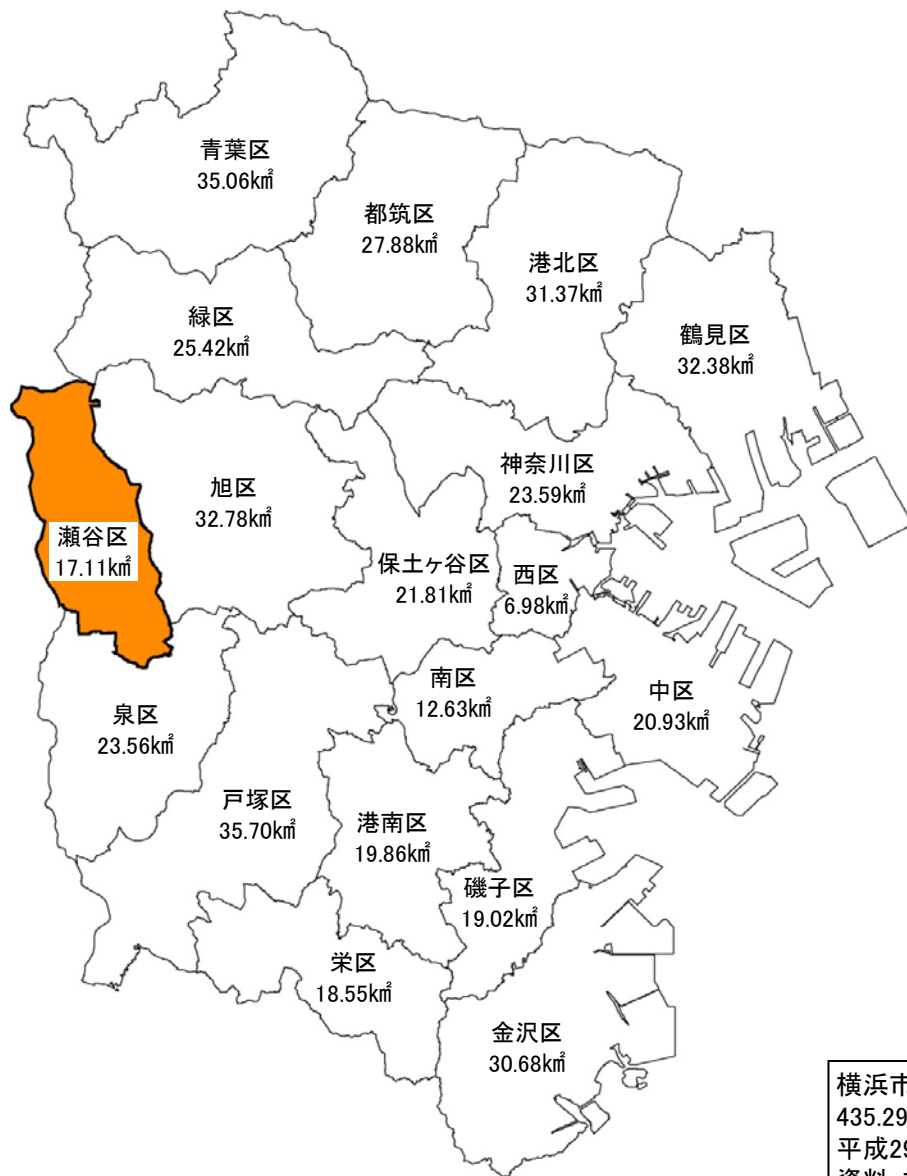 青葉区
35.06k㎡
都筑区
27.88k㎡
港北区
31.37k㎡
緑区
25.42k㎡
鶴見区
32.38k㎡
神奈川区
23.59k㎡
旭区
32.78k㎡
瀬谷区
17.11k㎡
保土ヶ谷区
21.81k㎡
西区
6.98k㎡
南区
12.63k㎡
中区
20.93k㎡
泉区
23.56k㎡
戸塚区
35.70k㎡
港南区
19.86k㎡
磯子区
19.02k㎡
栄区
18.55k㎡
金沢区
30.68k㎡
横浜市
435.29
平成29
資料